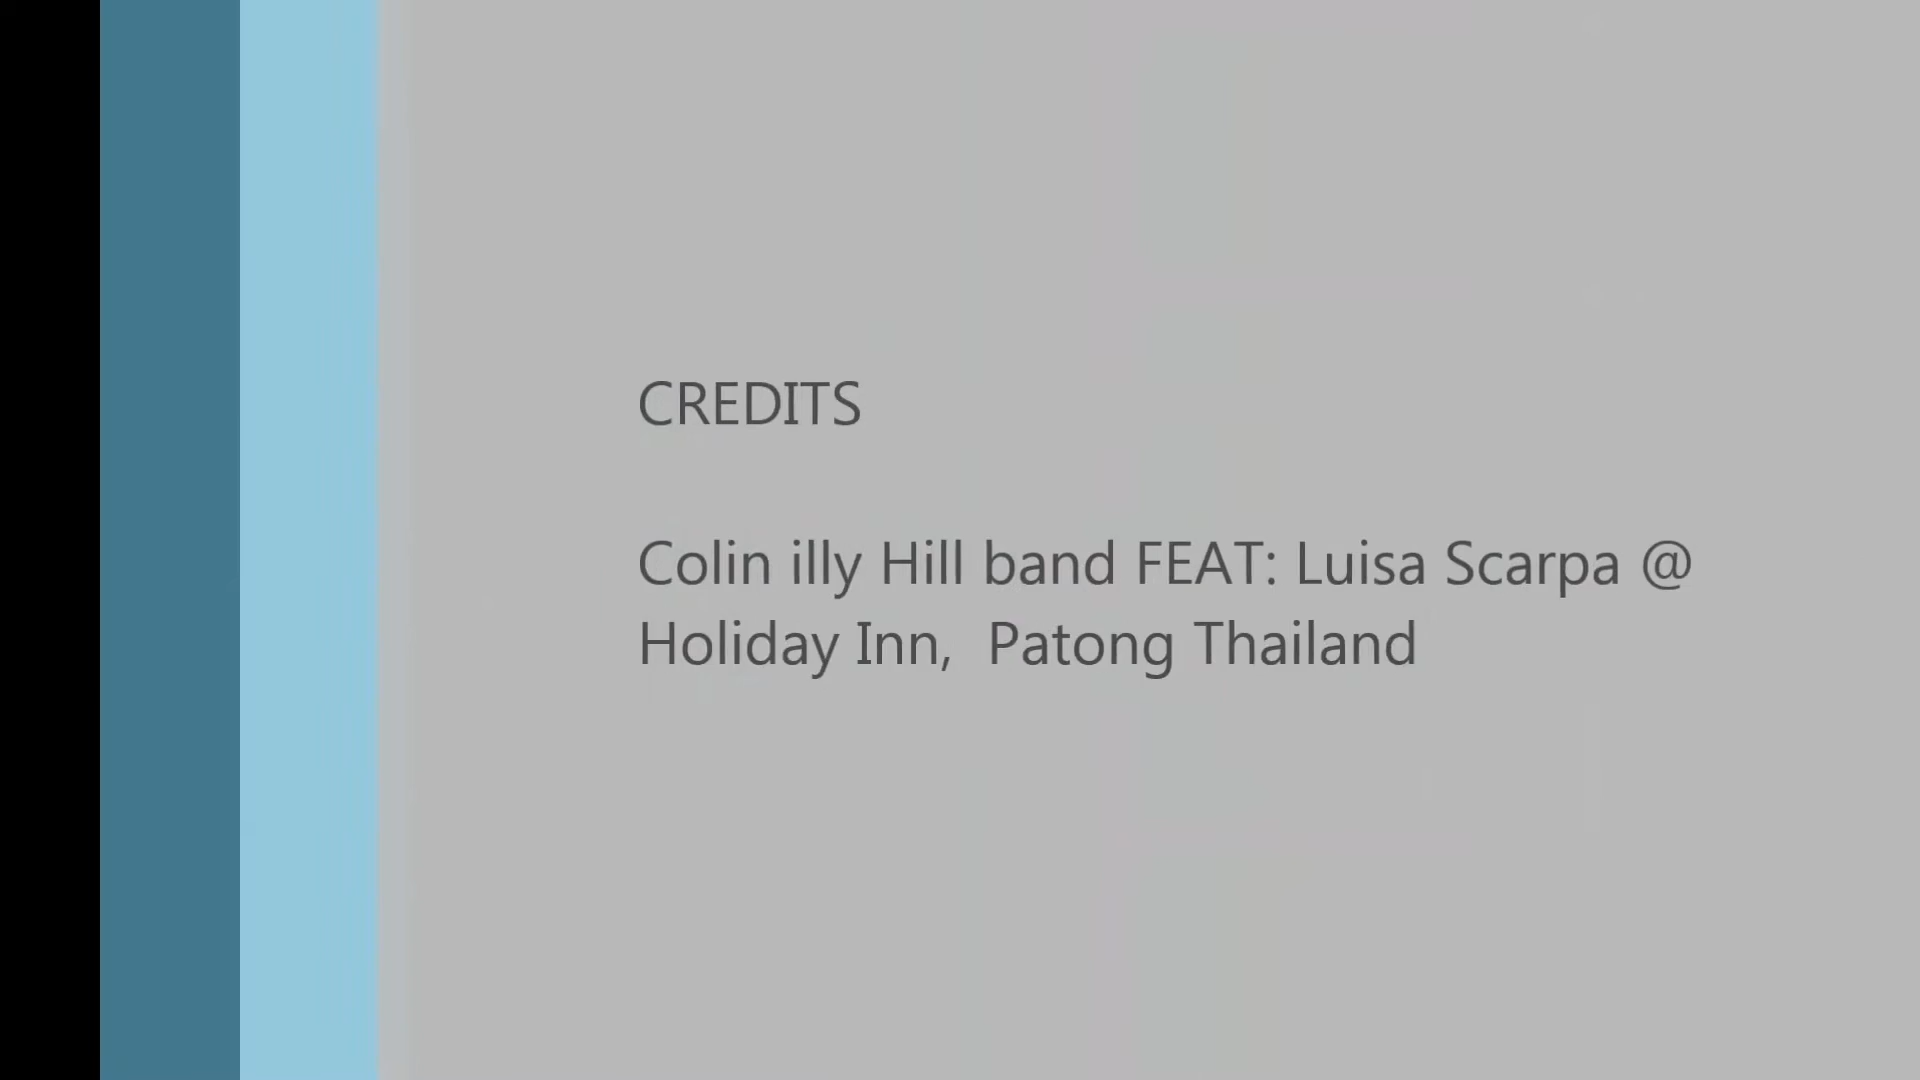 CREDITS
Colin illy Hill band FEAT: Luisa Scarpa @
Holiday Inn,  Patong Thailand